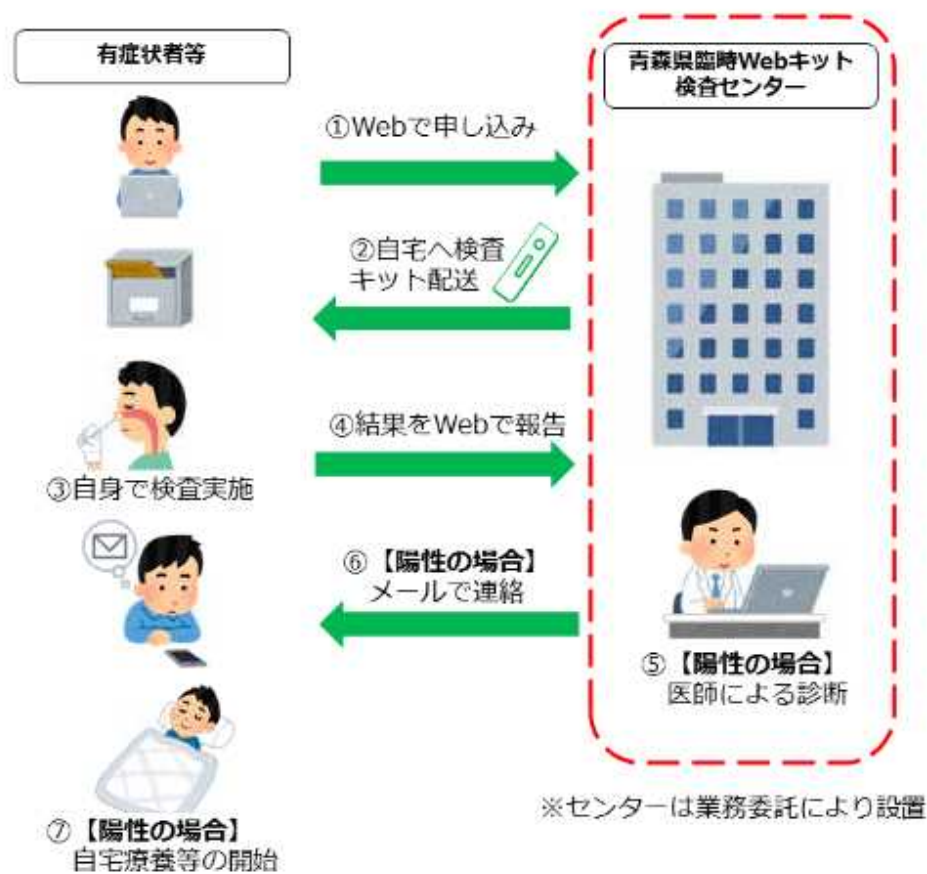 有症状者等
青森県臨時Webキット
検査センター
①Webで申し込み
②自宅へ検査
キット配送
③自身で検査実施
④結果をWebで報告
⑤【陽性の場合】
医師による診断
⑥【陽性の場合】
メールで連絡
⑦【陽性の場合】
自宅療養等の開始
※センターは業務委託により設置